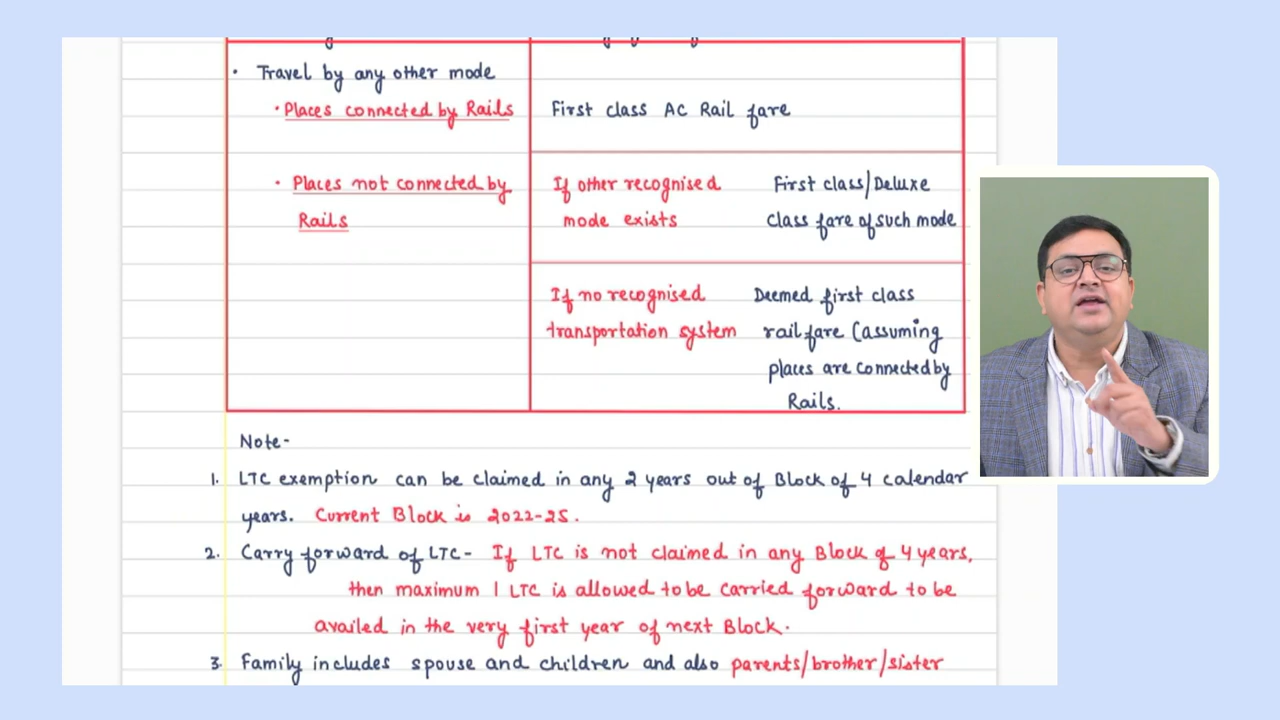 • Travel by any other mode
• Places connected by Rails
First class AC Rail fare
• Places not connected by
Rails
If other recognised
mode exists
First class/Deluxe
class fare of such mode
If no recognised
transportation system
Deemed first class
rail fare (assuming
places are connected by
Rails.
Note-
1. LTC exemption can be claimed in any 2 years out of Block of 4 calendar
years. Current Block is 2022-25.
2. Carry forward of LTC- If LTC is not claimed in any Block of 4 years,
then maximum 1 LTC is allowed to be carried forward to be
availed in the very first year of next Block.
3. Family includes spouse and children and also parents/brother/sister